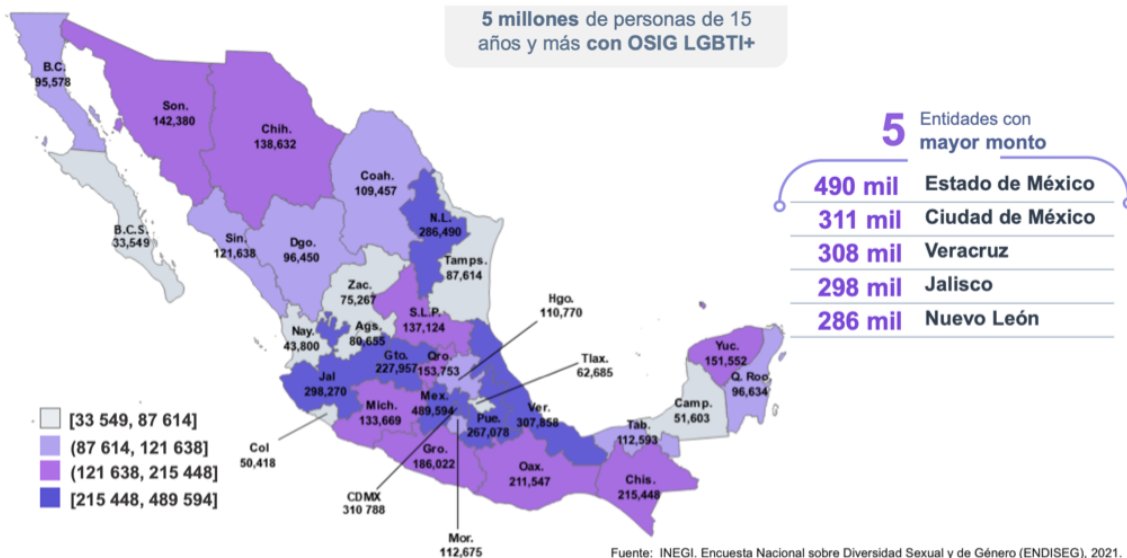 5 millones de personas de 15
años y más con OSIG LGBTI+
B.C.
95,578
Son.
142,380
Chih.
138,632
Coah.
109,457
B.C.S.
33,549
Sin.
121,638
Dgo.
96,450
N.L.
286,490
Tamps.
87,614
Zac.
75,267
S.L.P.
137,124
Hgo.
110,770
Nay.
43,800
Ags.
80,655
Gto.
227,957
Qro.
153,753
Tlax.
62,685
Jal
298,270
Mich.
133,669
Mex.
489,594
Pue.
267,078
Ver.
307,858
Yuc.
151,552
Q. Roo
96,634
Camp.
51,603
Tab.
112,593
Col
50,418
Gro.
186,022
Oax.
211,547
Chis.
215,448
CDMX
310 788
Mor.
112,675
[33 549, 87 614]
(87 614, 121 638]
(121 638, 215 448]
[215 448, 489 594]
5 Entidades con
mayor monto
490 mil Estado de México
311 mil Ciudad de México
308 mil Veracruz
298 mil Jalisco
286 mil Nuevo León
Fuente: INEGI. Encuesta Nacional sobre Diversidad Sexual y de Género (ENDISEG), 2021.